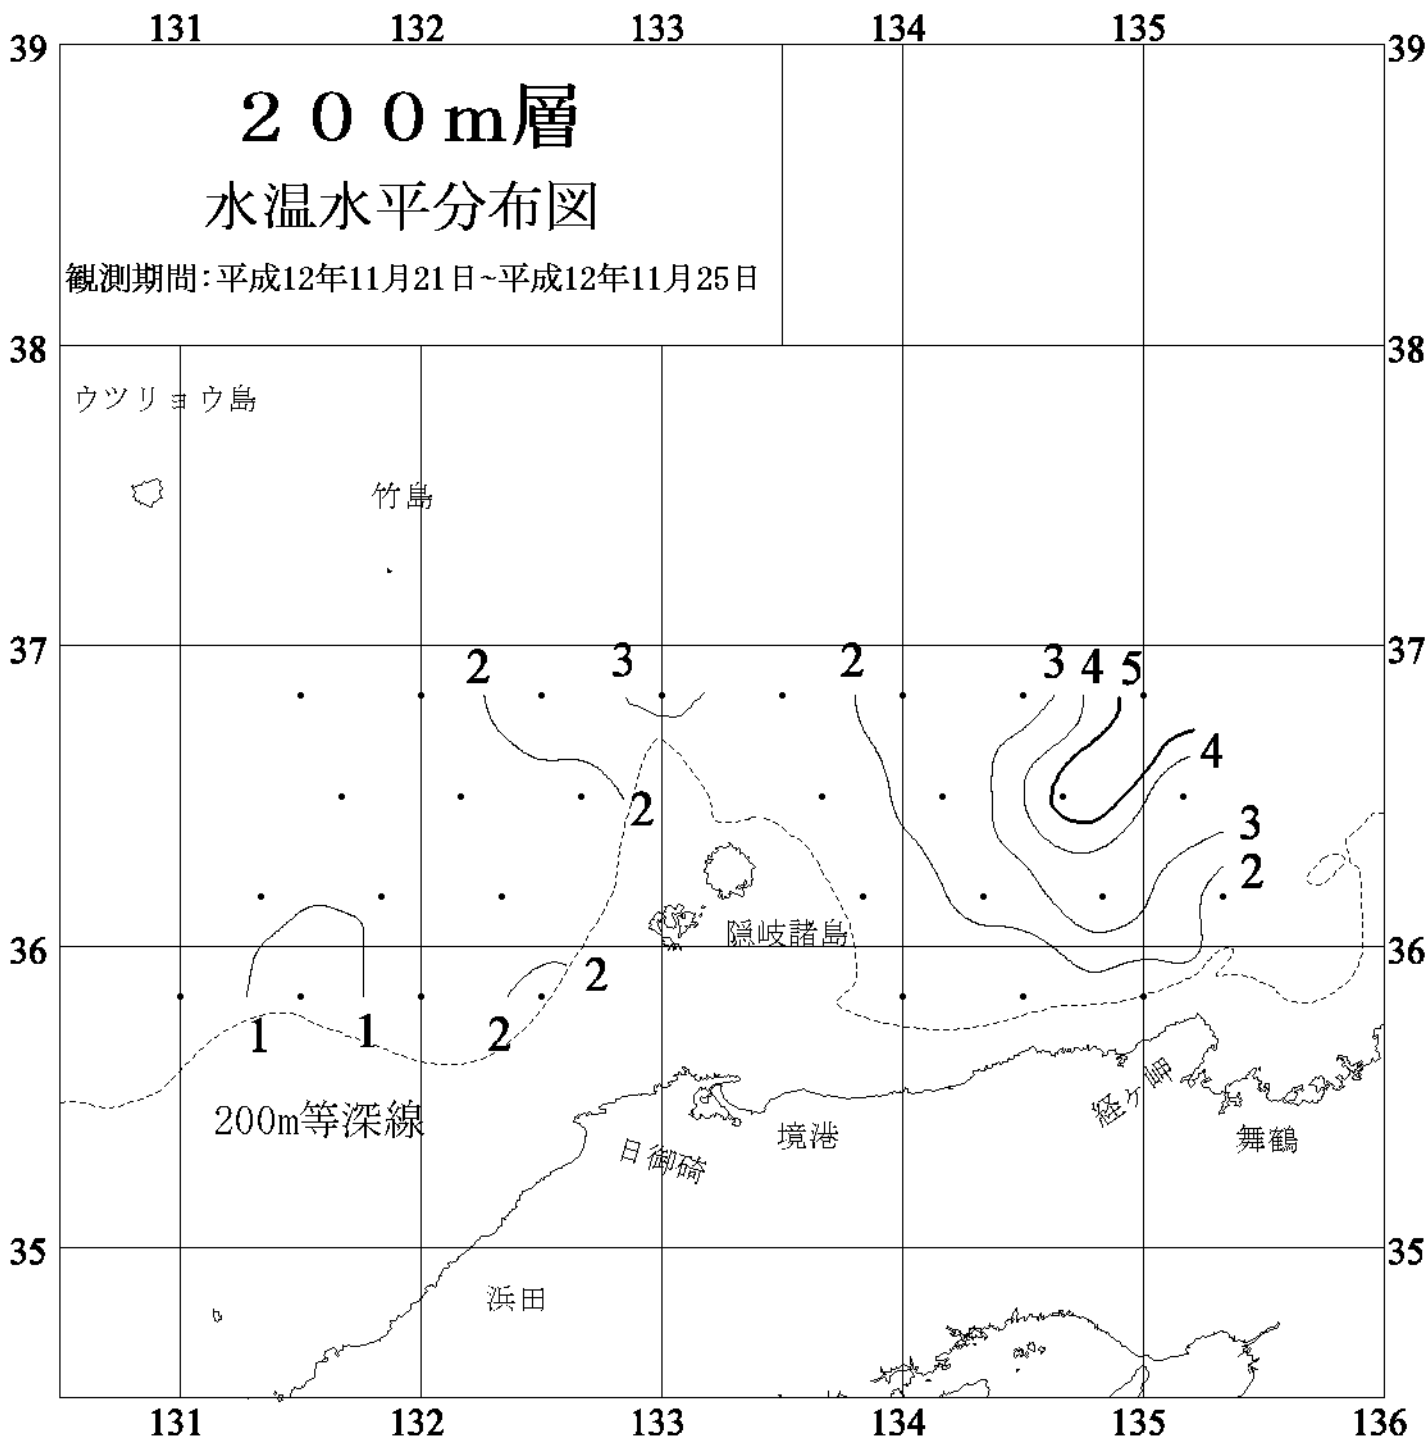 131 132 133 134 135
39 39
２００ｍ層
水温水平分布図
観測期間：平成12年11月21日~平成12年11月25日
38 38
ウツリョウ島
竹島
37 37
2 3 2 3 4 5
4
2
3
2
隠岐諸島
36 36
2
1 1 2
200m等深線
経ケ岬
日御碕
境港
舞鶴
35 35
浜田
131 132 133 134 135 136